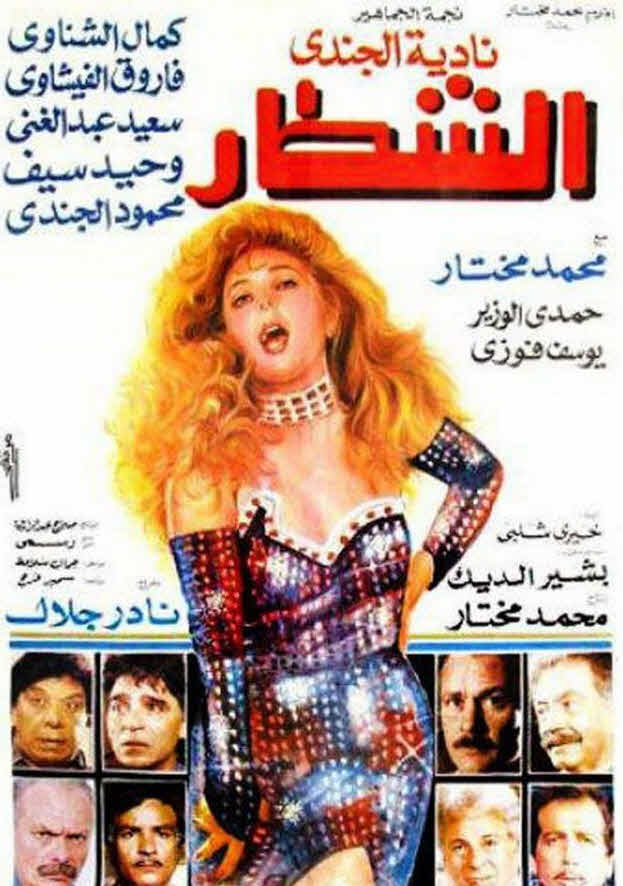 نجمة الجماهير
نادية الجندى
الشطار
كمال الشناوى
فاروق الفيشاوى
سعيد عبد الغنى
وحيد سيف
محمود الجندى
مع
محمد مختار
حمدى الوزير
يوسف فوزى
خيرى شلبى
بشير الديك
محمد مختار
نادر جلال